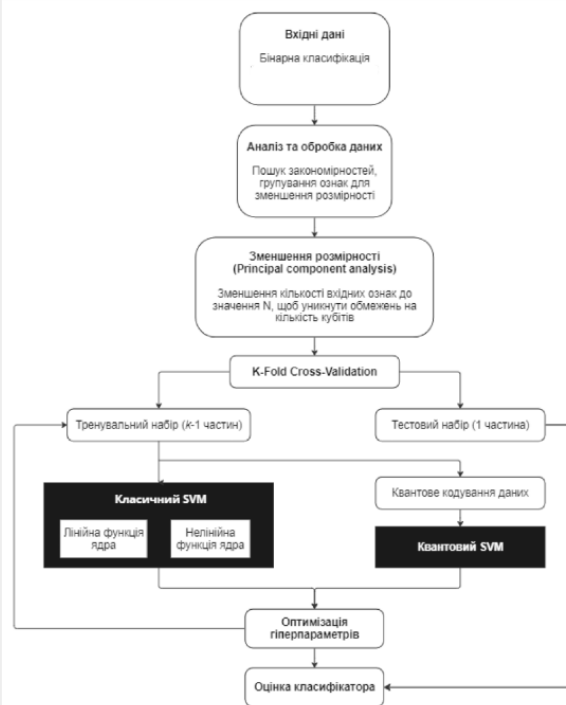 Вхідні дані
Бінарна класифікація
Аналіз та обробка даних
Пошук закономірностей,
групування ознак для
зменшення розмірності
Зменшення розмірності
(Principal component analysis)
Зменшення кількості вхідних ознак до
значення N, щоб уникнути обмежень на
кількість кубітів
K-Fold Cross-Validation
Тренувальний набір (k-1 частин)
Тестовий набір (1 частина)
Класичний SVM
Лінійна функція
ядра
Нелінійна
функція ядра
Квантове кодування даних
Квантовий SVM
Оптимізація
гіперпараметрів
Оцінка класифікатора